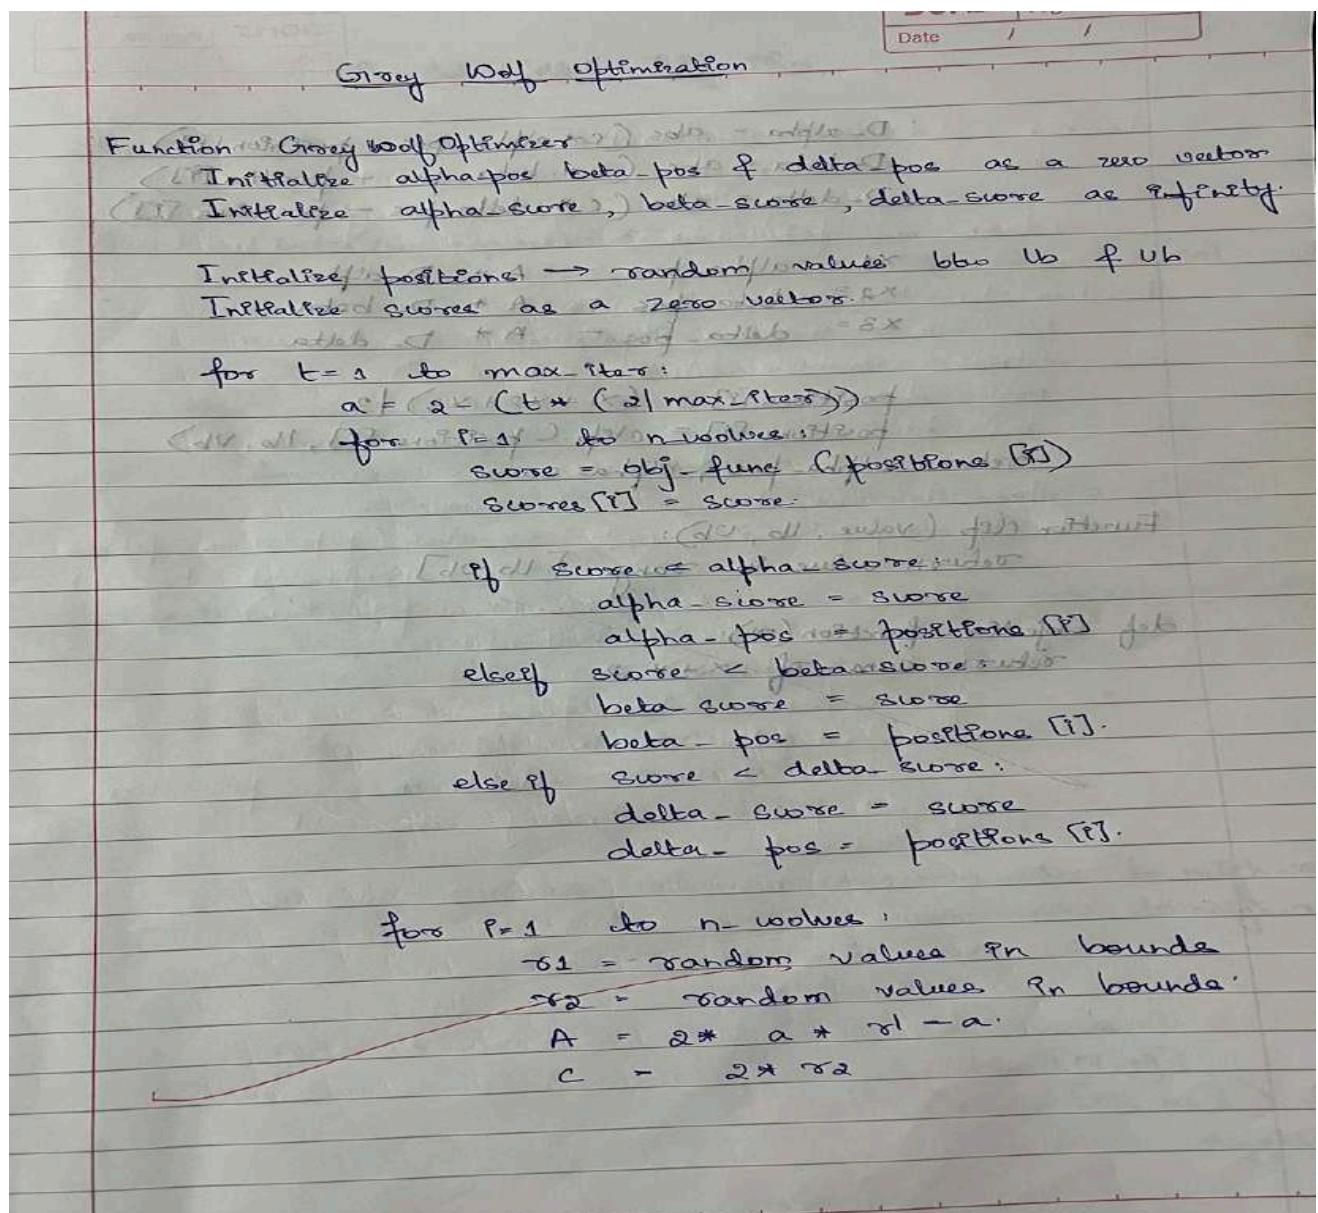 Date / /
Grey Wolf Optimization
Function Grey Wolf Optimizer
Initialize alpha-pos beta-pos & delta-pos as a zero vector
Initialize alpha-score, beta-score, delta-score as infinity.
Initialize positions → random values btw lb & ub
Initialize scores as a zero vector.
for t=1 to max-iter:
a = 2 - (t * (2/max-iter))
for i=1 to n-wolves:
score = obj-func (positions [i])
scores [i] = score.
if score < alpha-score:
alpha-score = score
alpha-pos = positions [i]
elseif score < beta-score:
beta score = score
beta-pos = positions [i].
else if score < delta-score:
delta-score = score
delta-pos = positions [i].
for i=1 to n-wolves:
r1 = random values in bounds
r2 = random values in bounds.
A = 2* a * r1 - a.
C = 2* r2